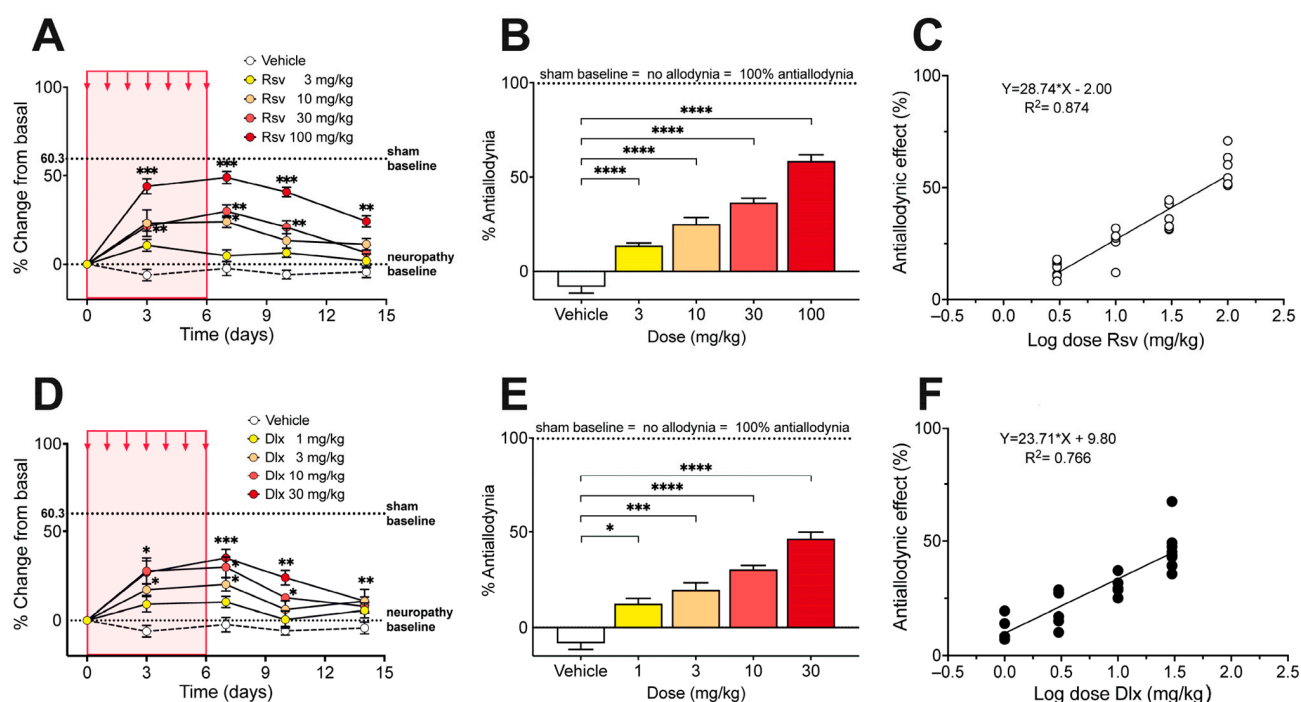 A
Vehicle
Rsv 3 mg/kg
Rsv 10 mg/kg
Rsv 30 mg/kg
Rsv 100 mg/kg
100
60.3
50
0
% Change from basal
sham
baseline
neuropathy
baseline
***
***
***
**
**
*
**
**
0 3 6 9 12 15
Time (days)
B
sham baseline = no allodynia = 100% antiallodynia
100
50
0
% Antiallodynia
****
****
****
****
Vehicle 3 10 30 100
Dose (mg/kg)
C
Y=28.74*X - 2.00
R2= 0.874
100
50
0
Antiallodynic effect (%)
–0.5 0.0 0.5 1.0 1.5 2.0 2.5
Log dose Rsv (mg/kg)
D
Vehicle
Dlx 1 mg/kg
Dlx 3 mg/kg
Dlx 10 mg/kg
Dlx 30 mg/kg
100
60.3
50
0
% Change from basal
sham
baseline
neuropathy
baseline
*
***
**
**
*
*
*
*
0 3 6 9 12 15
Time (days)
E
sham baseline = no allodynia = 100% antiallodynia
100
50
0
% Antiallodynia
****
****
***
*
Vehicle 1 3 10 30
Dose (mg/kg)
F
Y=23.71*X + 9.80
R2= 0.766
100
50
0
Antiallodynic effect (%)
–0.5 0.0 0.5 1.0 1.5 2.0 2.5
Log dose Dlx (mg/kg)